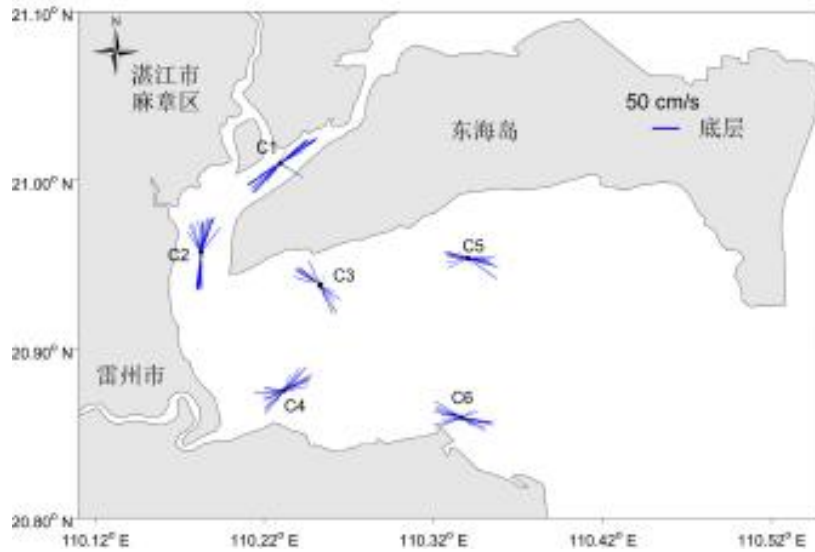 21.10° N
N
湛江市
麻章区
50 cm/s
底层
东海岛
C1
21.00° N
C2
C5
C3
20.90° N
雷州市
C4
C6
20.80° N
110.12° E
110.22° E
110.32° E
110.42° E
110.52° E